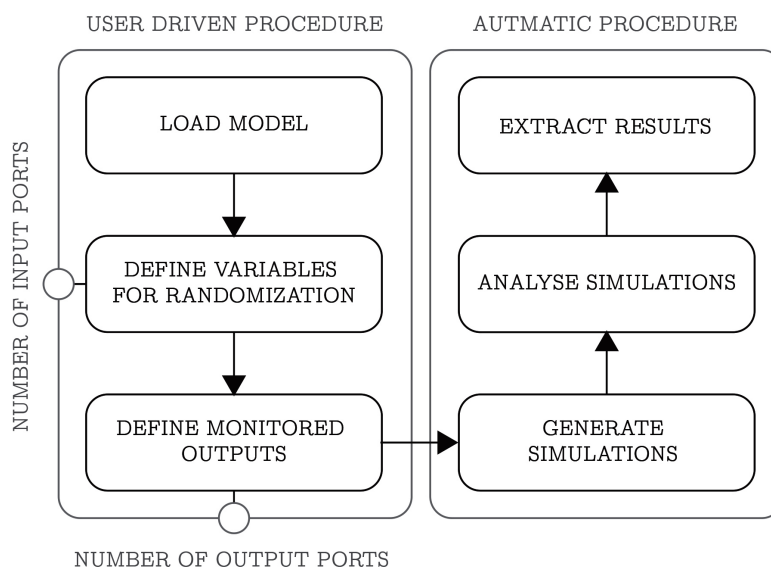 USER DRIVEN PROCEDURE
LOAD MODEL
DEFINE VARIABLES
FOR RANDOMIZATION
DEFINE MONITORED
OUTPUTS
NUMBER OF INPUT PORTS
NUMBER OF OUTPUT PORTS
AUTMATIC PROCEDURE
EXTRACT RESULTS
ANALYSE SIMULATIONS
GENERATE
SIMULATIONS